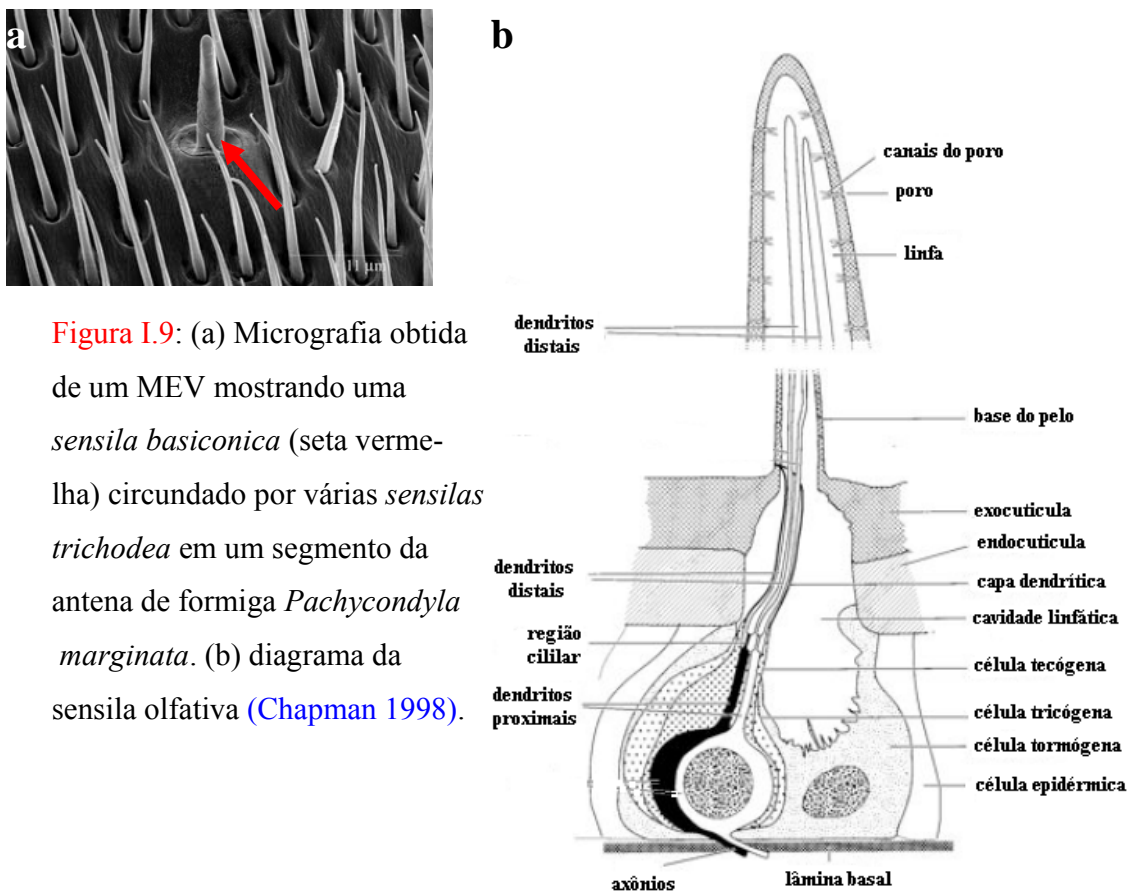 a
11 µm
Figura I.9: (a) Micrografia obtida
de um MEV mostrando uma
sensila basiconica (seta verme-
lha) circundado por várias sensilas
trichodea em um segmento da
antena de formiga Pachycondyla
marginata. (b) diagrama da
sensila olfativa (Chapman 1998).
b
canais do poro
poro
linfa
dendritos
distais
base do pelo
exocuticula
endocuticula
dendritos
distais
capa dendrítica
cavidade linfática
região
cililar
célula tecógena
dendritos
proximais
célula tricógena
célula tormógena
célula epidérmica
axônios
lâmina basal